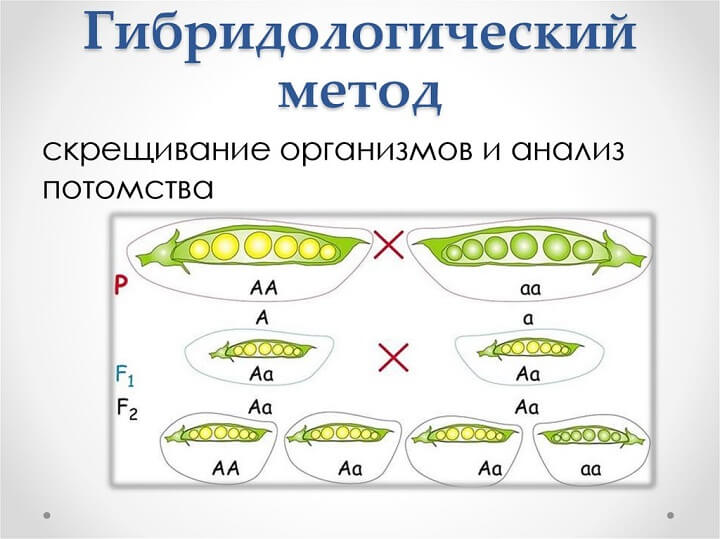 Гибридологический
метод
скрещивание организмов и анализ
потомства
P
AA aa
A a
F1
Aa Aa
F2 Aa Aa
AA Aa Aa aa